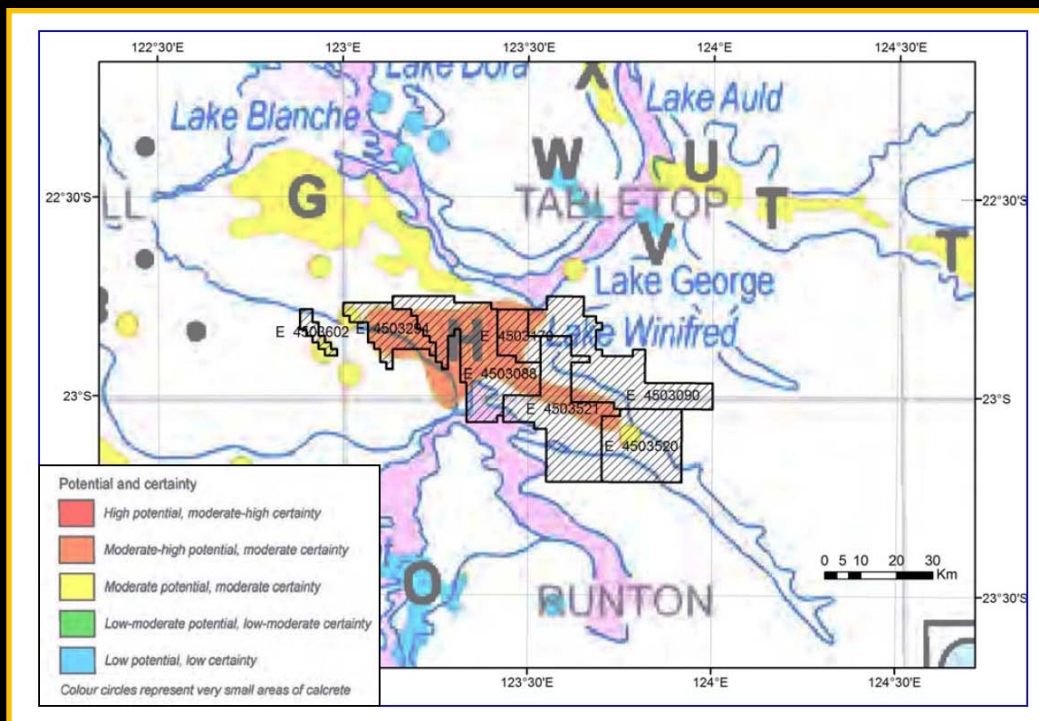 122°30'E 123°E 123°30'E 124°E 124°30'E
Lake Dora
X
Lake Auld
Lake Blanche
W
U
G
22°30'S
LL
TABLETOP
T
22°30'S
V
T
Lake George
E 4503602
E 4503294
H
Lake Winifred
E 4503088
E 4503090
23°S
23°S
E 4503521
E 4503520
Potential and certainty
High potential, moderate-high certainty
Moderate-high potential, moderate certainty
Moderate potential, moderate certainty
Low-moderate potential, low-moderate certainty
Low potential, low certainty
Colour circles represent very small areas of calcrete
O
RUNTON
0 5 10 20 30
Km
23°30'S
123°30'E 124°E 124°30'E